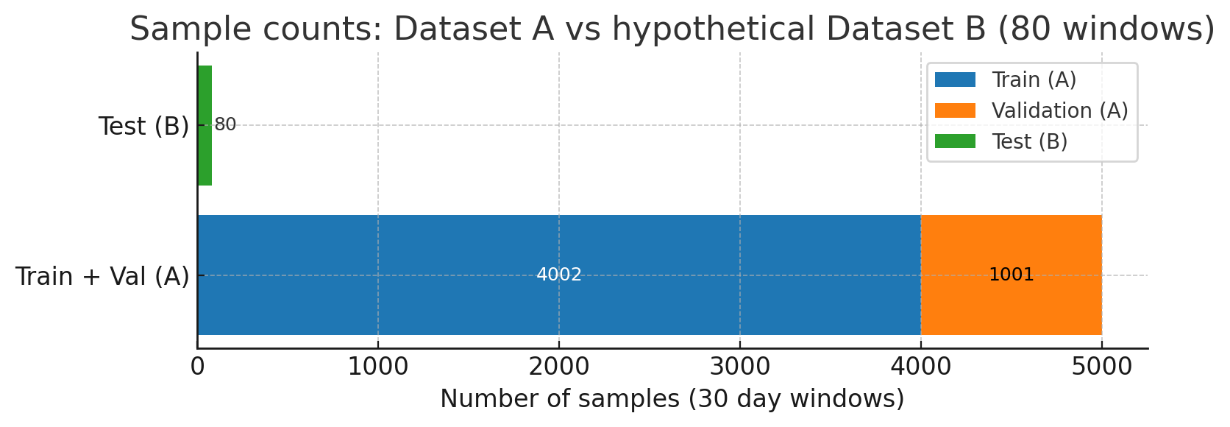 Sample counts: Dataset A vs hypothetical Dataset B (80 windows)
Train (A)
Validation (A)
Test (B)
Test (B)
80
Train + Val (A)
4002
1001
0 1000 2000 3000 4000 5000
Number of samples (30 day windows)